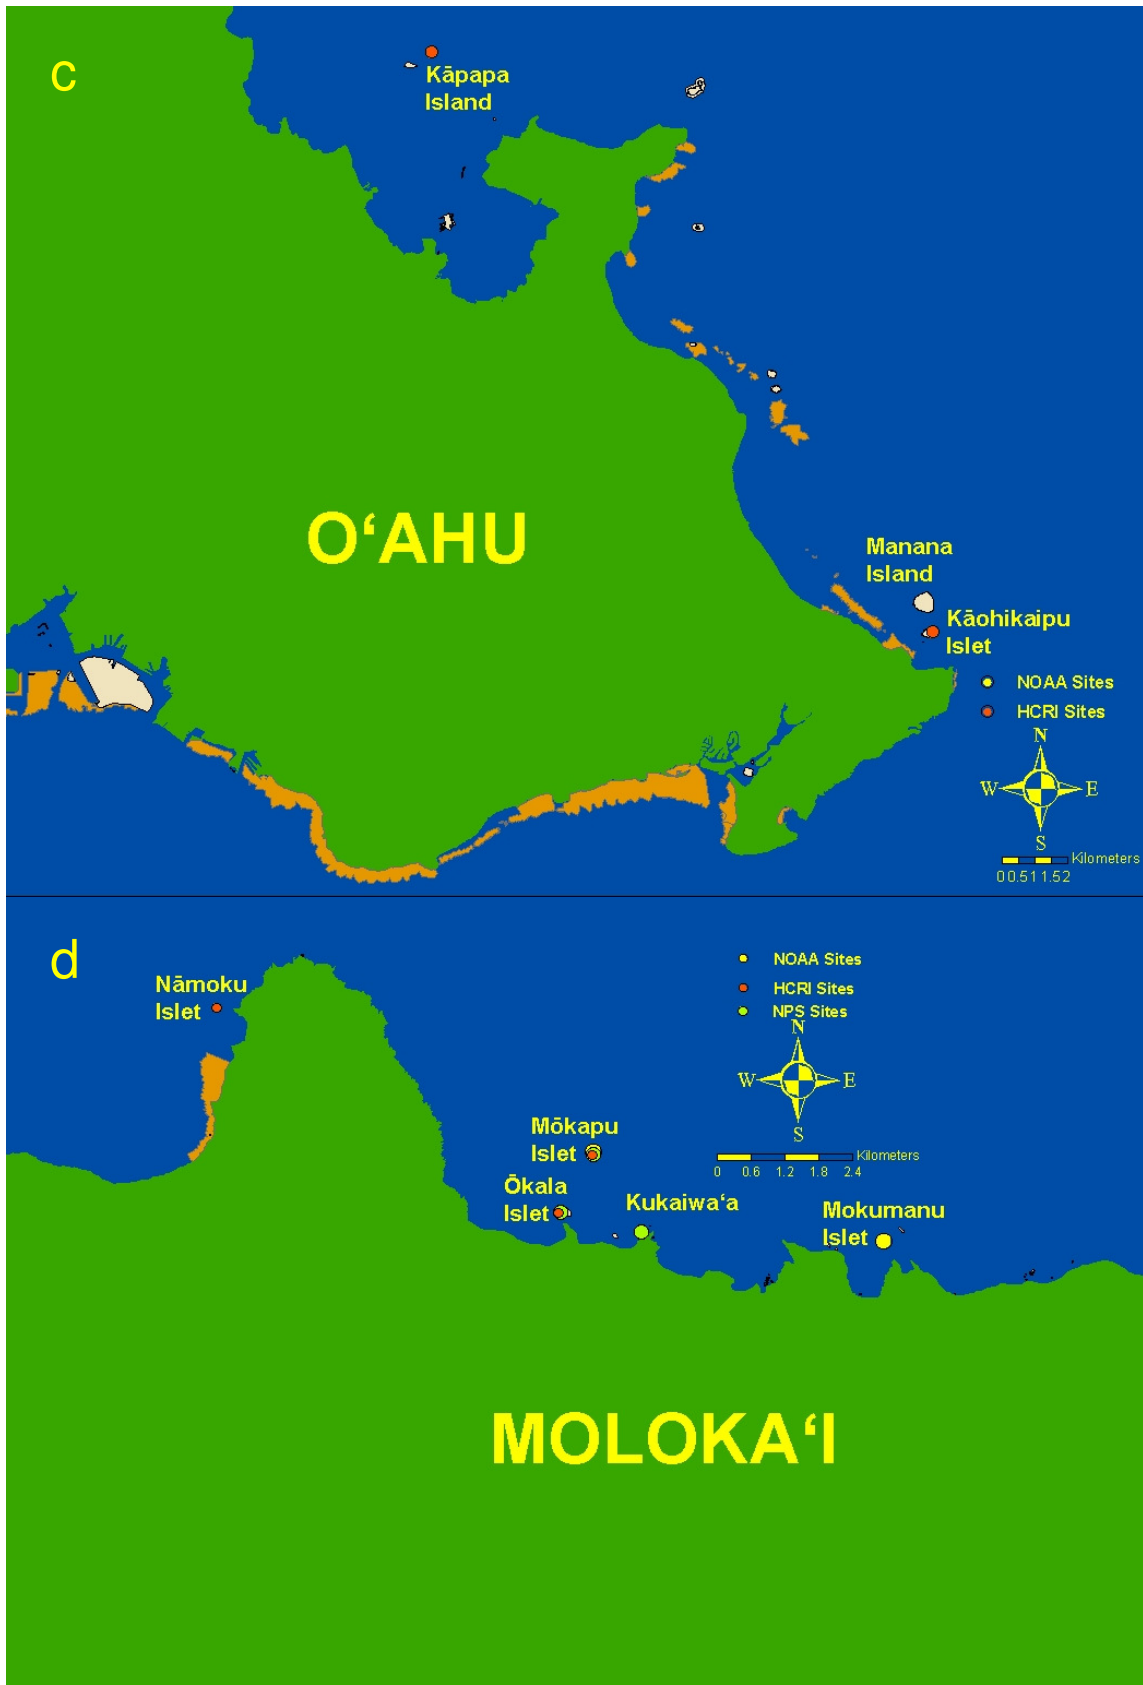 c
Kāpapa
Island
O‘AHU
Manana
Island
Kāohikaipu
Islet
NOAA Sites
HCRI Sites
N
W E
S
Kilometers
0 0.5 1 1.5 2
d
Nāmoku
Islet
NOAA Sites
HCRI Sites
NPS Sites
N
W E
S
Kilometers
0 0.6 1.2 1.8 2.4
Mōkapu
Islet
Ōkala
Islet
Kukaiwa‘a
Mokumanu
Islet
MOLOKA‘I